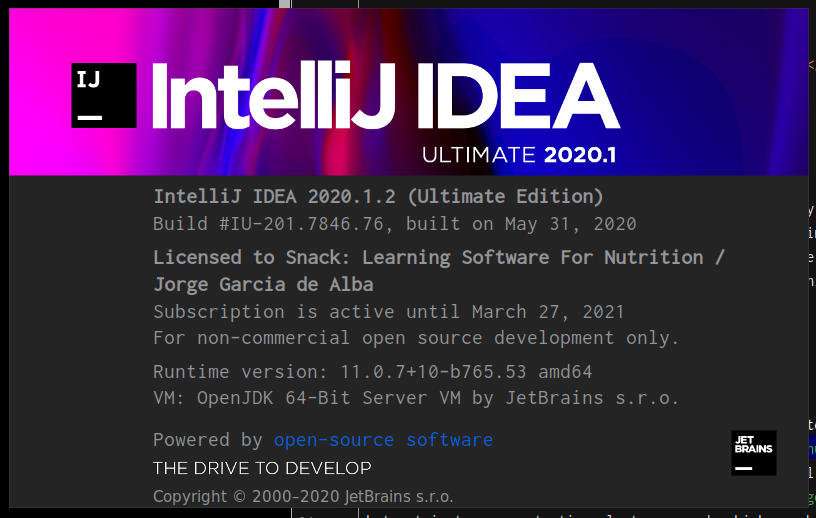 IJ
IntelliJ IDEA
ULTIMATE 2020.1
IntelliJ IDEA 2020.1.2 (Ultimate Edition)
Build #IU-201.7846.76, built on May 31, 2020
Licensed to Snack: Learning Software For Nutrition /
Jorge Garcia de Alba
Subscription is active until March 27, 2021
For non-commercial open source development only.
Runtime version: 11.0.7+10-b765.53 amd64
VM: OpenJDK 64-Bit Server VM by JetBrains s.r.o.
Powered by open-source software
THE DRIVE TO DEVELOP
JET
BRAINS
Copyright © 2000–2020 JetBrains s.r.o.